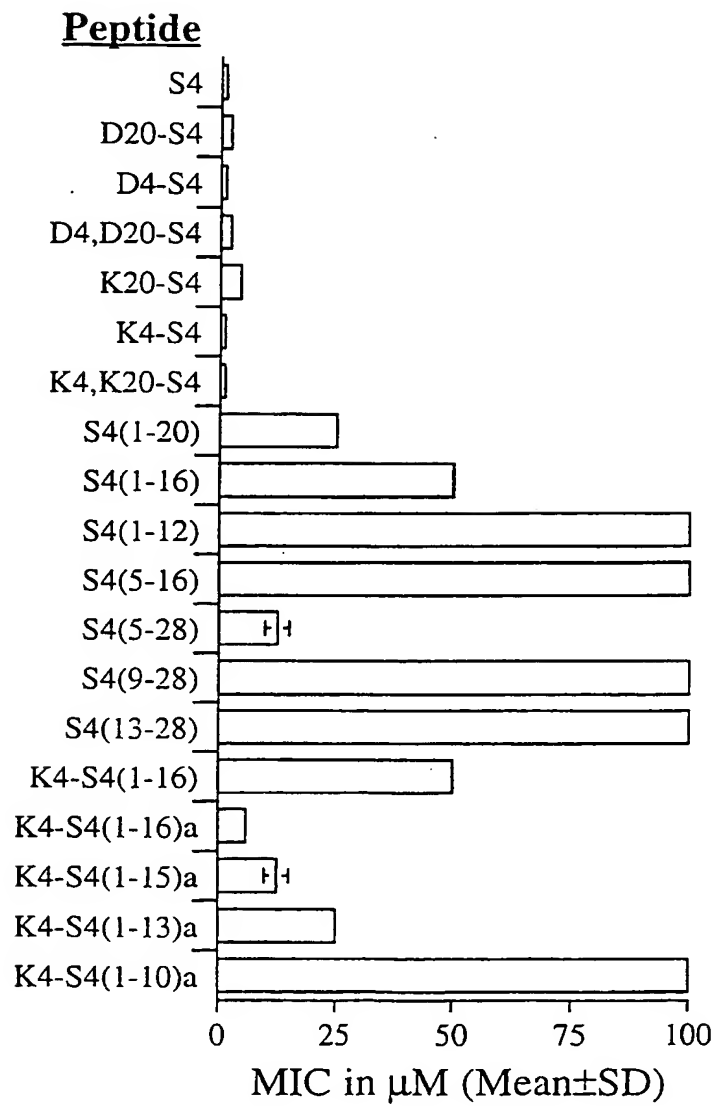 Peptide
S4
D20-S4
D4-S4
D4,D20-S4
K20-S4
K4-S4
K4,K20-S4
S4(1-20)
S4(1-16)
S4(1-12)
S4(5-16)
S4(5-28)
S4(9-28)
S4(13-28)
K4-S4(1-16)
K4-S4(1-16)a
K4-S4(1-15)a
K4-S4(1-13)a
K4-S4(1-10)a
0 25 50 75 100
MIC in μM (Mean±SD)